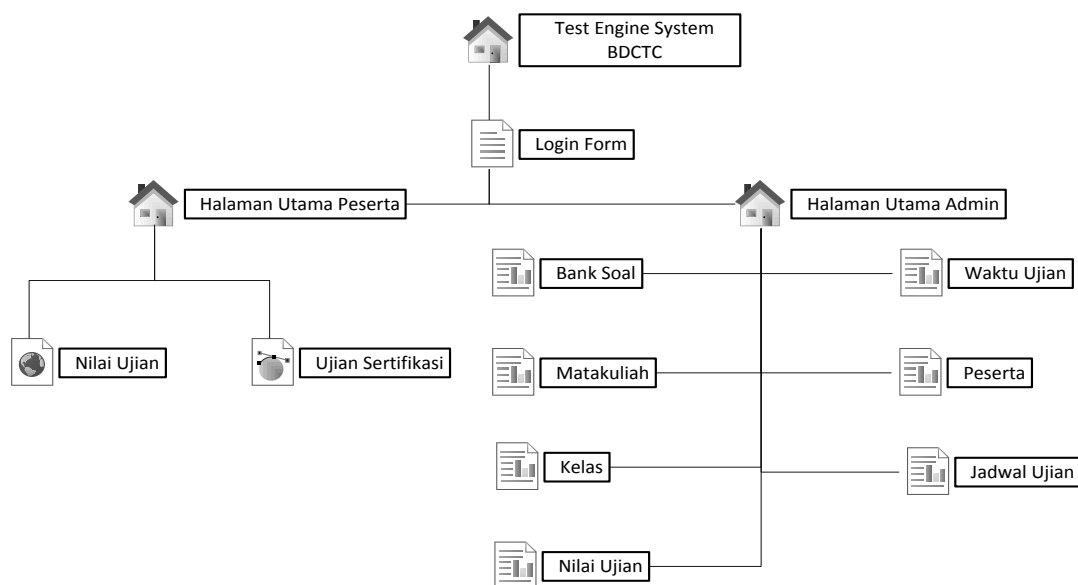 Test Engine System
BDCTC
Login Form
Halaman Utama Peserta
Halaman Utama Admin
Bank Soal
Waktu Ujian
Nilai Ujian
Ujian Sertifikasi
Matakuliah
Peserta
Kelas
Jadwal Ujian
Nilai Ujian